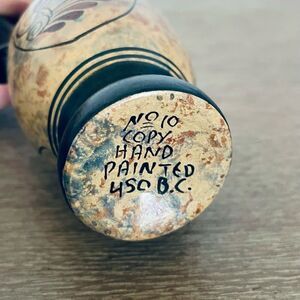 No 10
COPY
HAND
PAINTED
450 B.C.